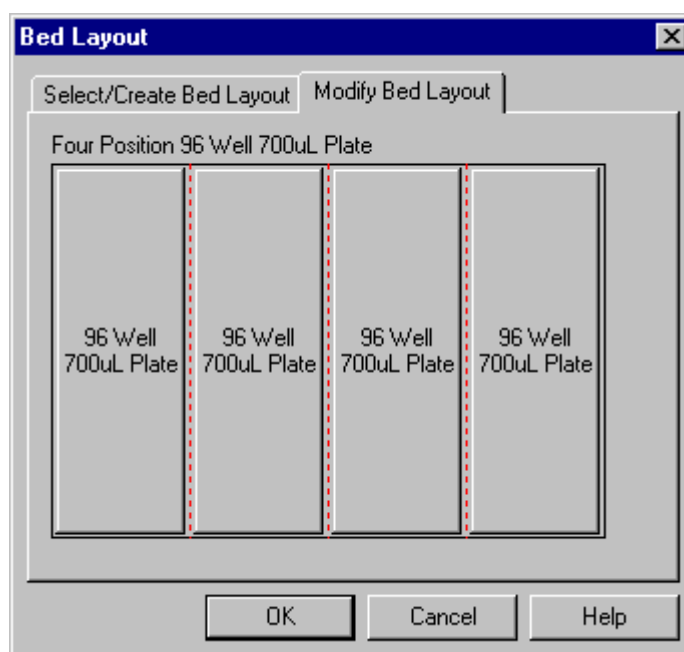 Bed Layout
Select/Create Bed Layout
Modify Bed Layout
Four Position 96 Well 700uL Plate
96 Well
700uL Plate
96 Well
700uL Plate
96 Well
700uL Plate
96 Well
700uL Plate
OK
Cancel
Help